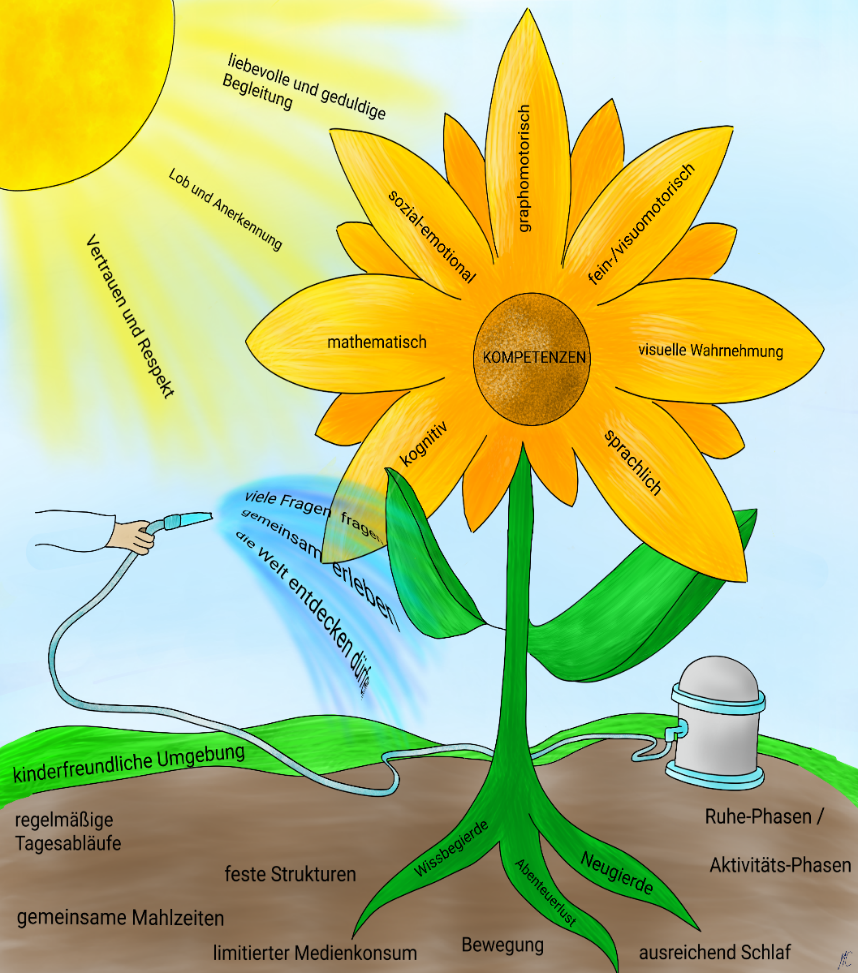 liebevolle und geduldige
Begleitung
Lob und Anerkennung
Vertrauen und Respekt
graphomotorisch
sozial-emotional
fein-/visuomotorisch
mathematisch
KOMPETENZEN
visuelle Wahrnehmung
kognitiv
sprachlich
viele Fragen fragen
gemeinsam erleben
die Welt entdecken dürfen
kinderfreundliche Umgebung
regelmäßige
Tagesabläufe
Ruhe-Phasen /
Aktivitäts-Phasen
feste Strukturen
Wissbegierde
Abenteuerlust
Neugierde
gemeinsame Mahlzeiten
limitierter Medienkonsum
Bewegung
ausreichend Schlaf